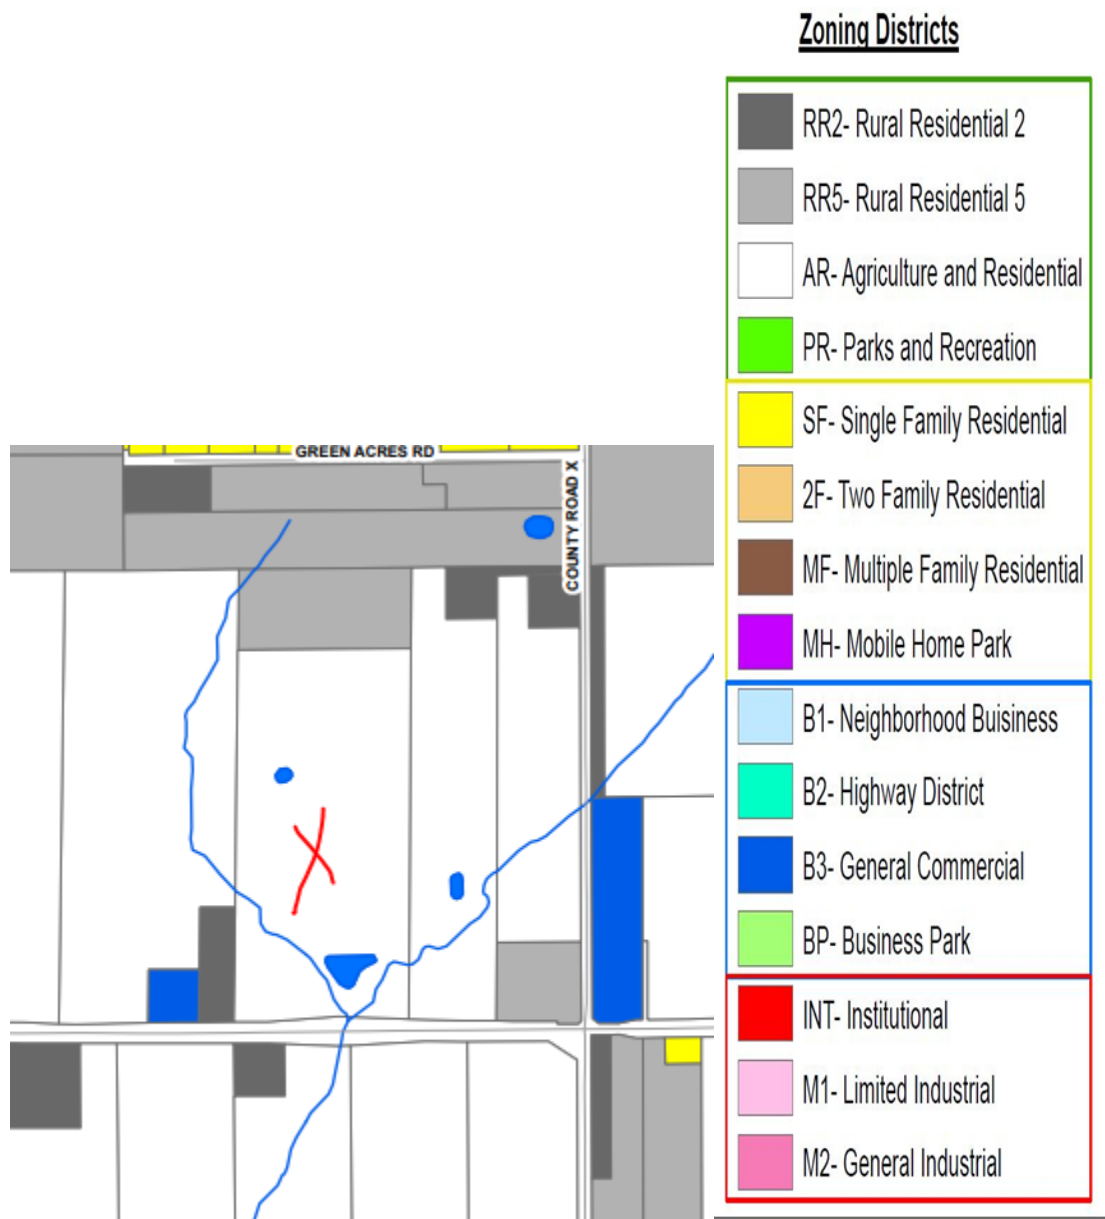 Zoning Districts
RR2- Rural Residential 2
RR5- Rural Residential 5
AR- Agriculture and Residential
PR- Parks and Recreation
SF- Single Family Residential
2F- Two Family Residential
MF- Multiple Family Residential
MH- Mobile Home Park
B1- Neighborhood Buisiness
B2- Highway District
B3- General Commercial
BP- Business Park
INT- Institutional
M1- Limited Industrial
M2- General Industrial
GREEN ACRES RD
COUNTY ROAD X